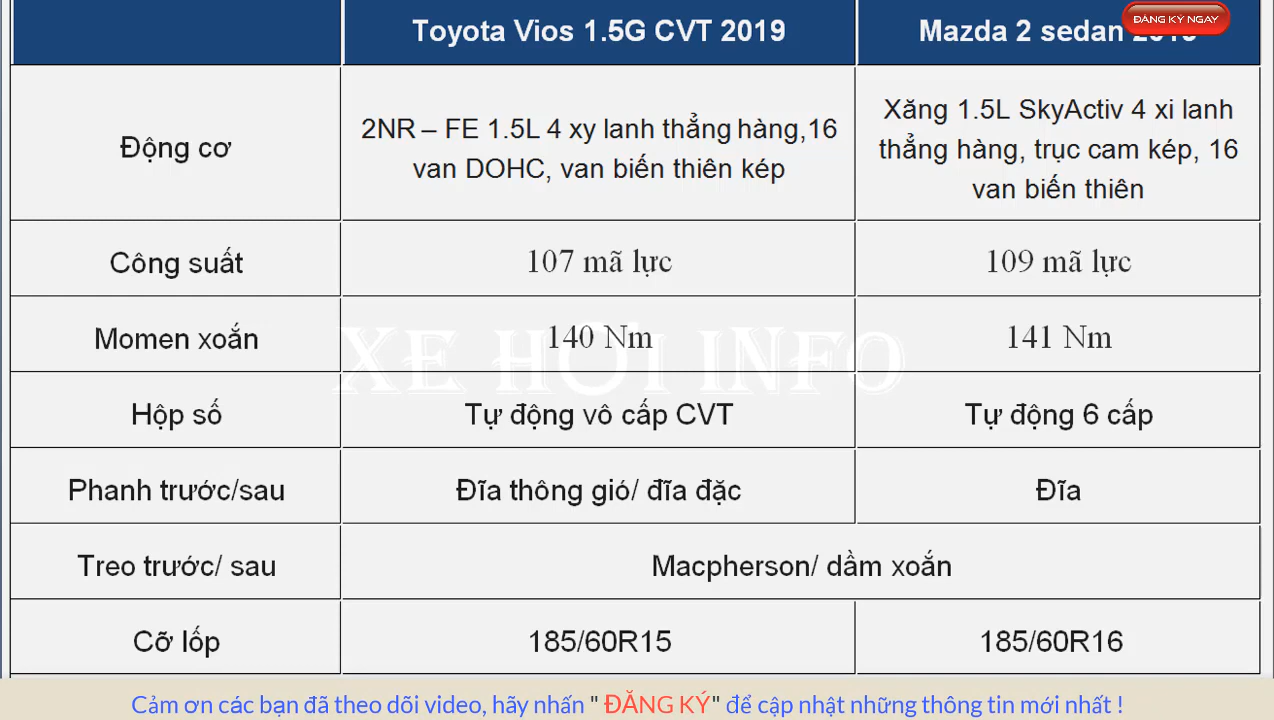 Toyota Vios 1.5G CVT 2019
Mazda 2 sedan
ĐĂNG KÝ NGAY
Động cơ
2NR – FE 1.5L 4 xy lanh thẳng hàng,16
van DOHC, van biến thiên kép
Xăng 1.5L SkyActiv 4 xi lanh
thẳng hàng, trục cam kép, 16
van biến thiên
Công suất
107 mã lực
109 mã lực
Momen xoắn
140 Nm
141 Nm
XE HƠI INFO
Hộp số
Tự động vô cấp CVT
Tự động 6 cấp
Phanh trước/sau
Đĩa thông gió/ đĩa đặc
Đĩa
Treo trước/ sau
Macpherson/ dầm xoắn
Cỡ lốp
185/60R15
185/60R16
Cảm ơn các bạn đã theo dõi video, hãy nhấn " ĐĂNG KÝ" để cập nhật những thông tin mới nhất !